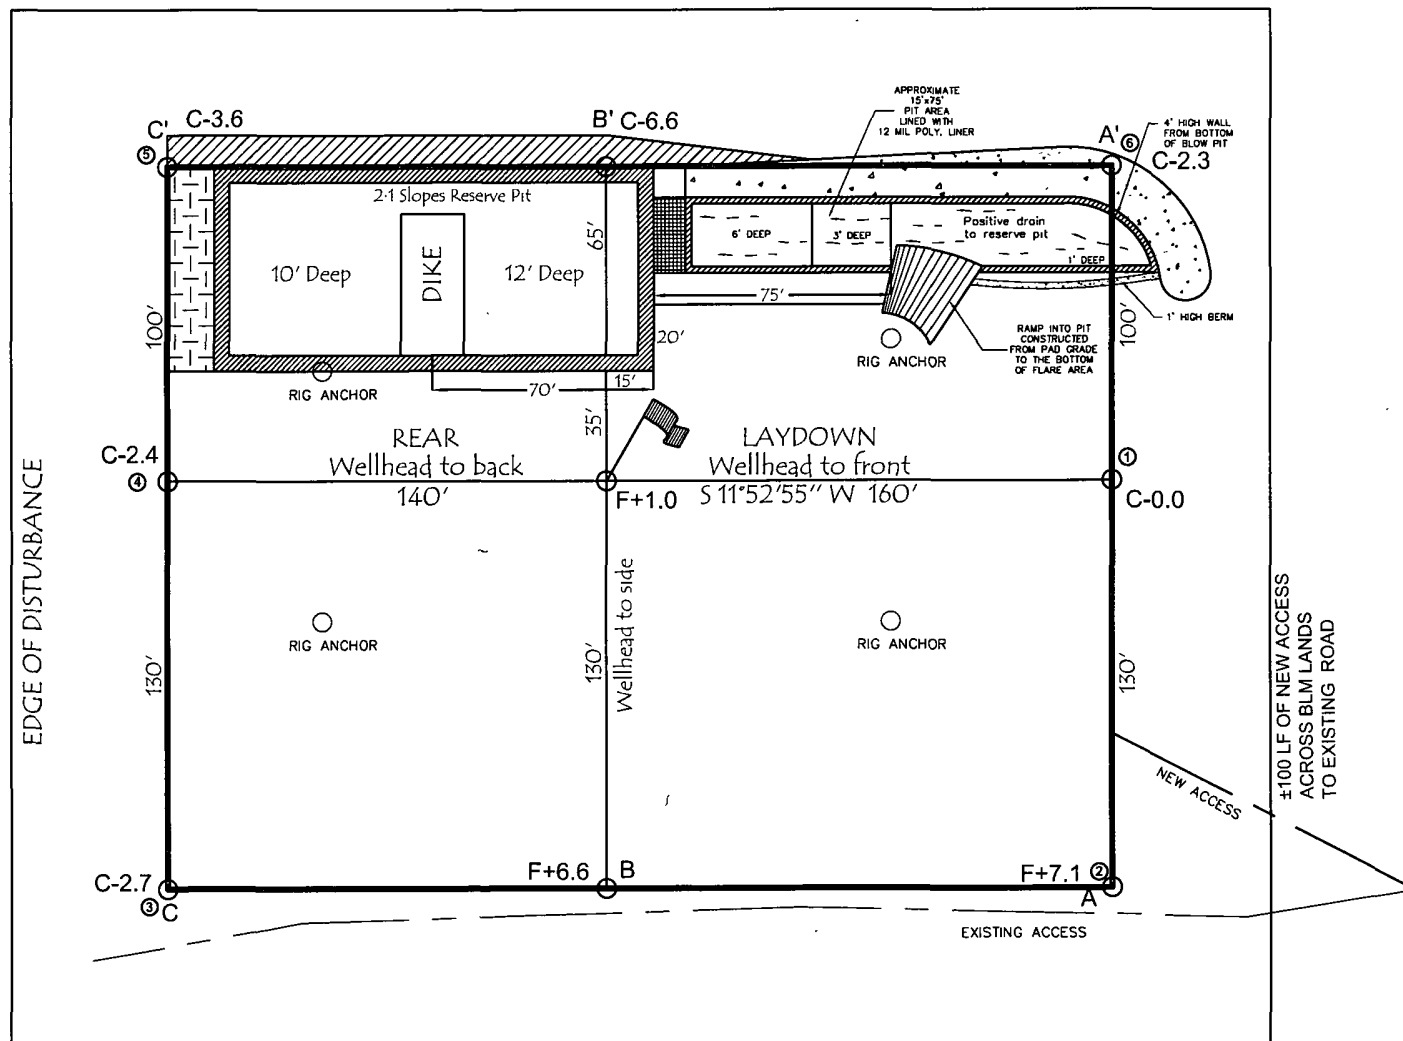 C-3.6
C'
⑤
B'
C-6.6
APPROXIMATE
15'x75'
PIT AREA
LINED WITH
12 MIL POLY. LINER
A'
⑥
C-2.3
4' HIGH WALL
FROM BOTTOM
OF BLOW PIT
2:1 Slopes Reserve Pit
10' Deep
DIKE
12' Deep
65'
6' DEEP
3' DEEP
Positive drain
to reserve pit
1' DEEP
75'
1' HIGH BERM
100'
20'
100'
RAMP INTO PIT
CONSTRUCTED
FROM PAD GRADE
TO THE BOTTOM
OF FLARE AREA
RIG ANCHOR
RIG ANCHOR
15'
70'
35'
REAR
Wellhead to back
140'
LAYDOWN
Wellhead to front
S 11°52'55" W 160'
C-2.4
④
F+1.0
①
C-0.0
EDGE OF DISTURBANCE
Wellhead to side
130'
130'
130'
RIG ANCHOR
RIG ANCHOR
±100 LF OF NEW ACCESS
ACROSS BLM LANDS
TO EXISTING ROAD
NEW ACCESS
C-2.7
③
C
F+6.6
B
F+7.1
②
A
EXISTING ACCESS